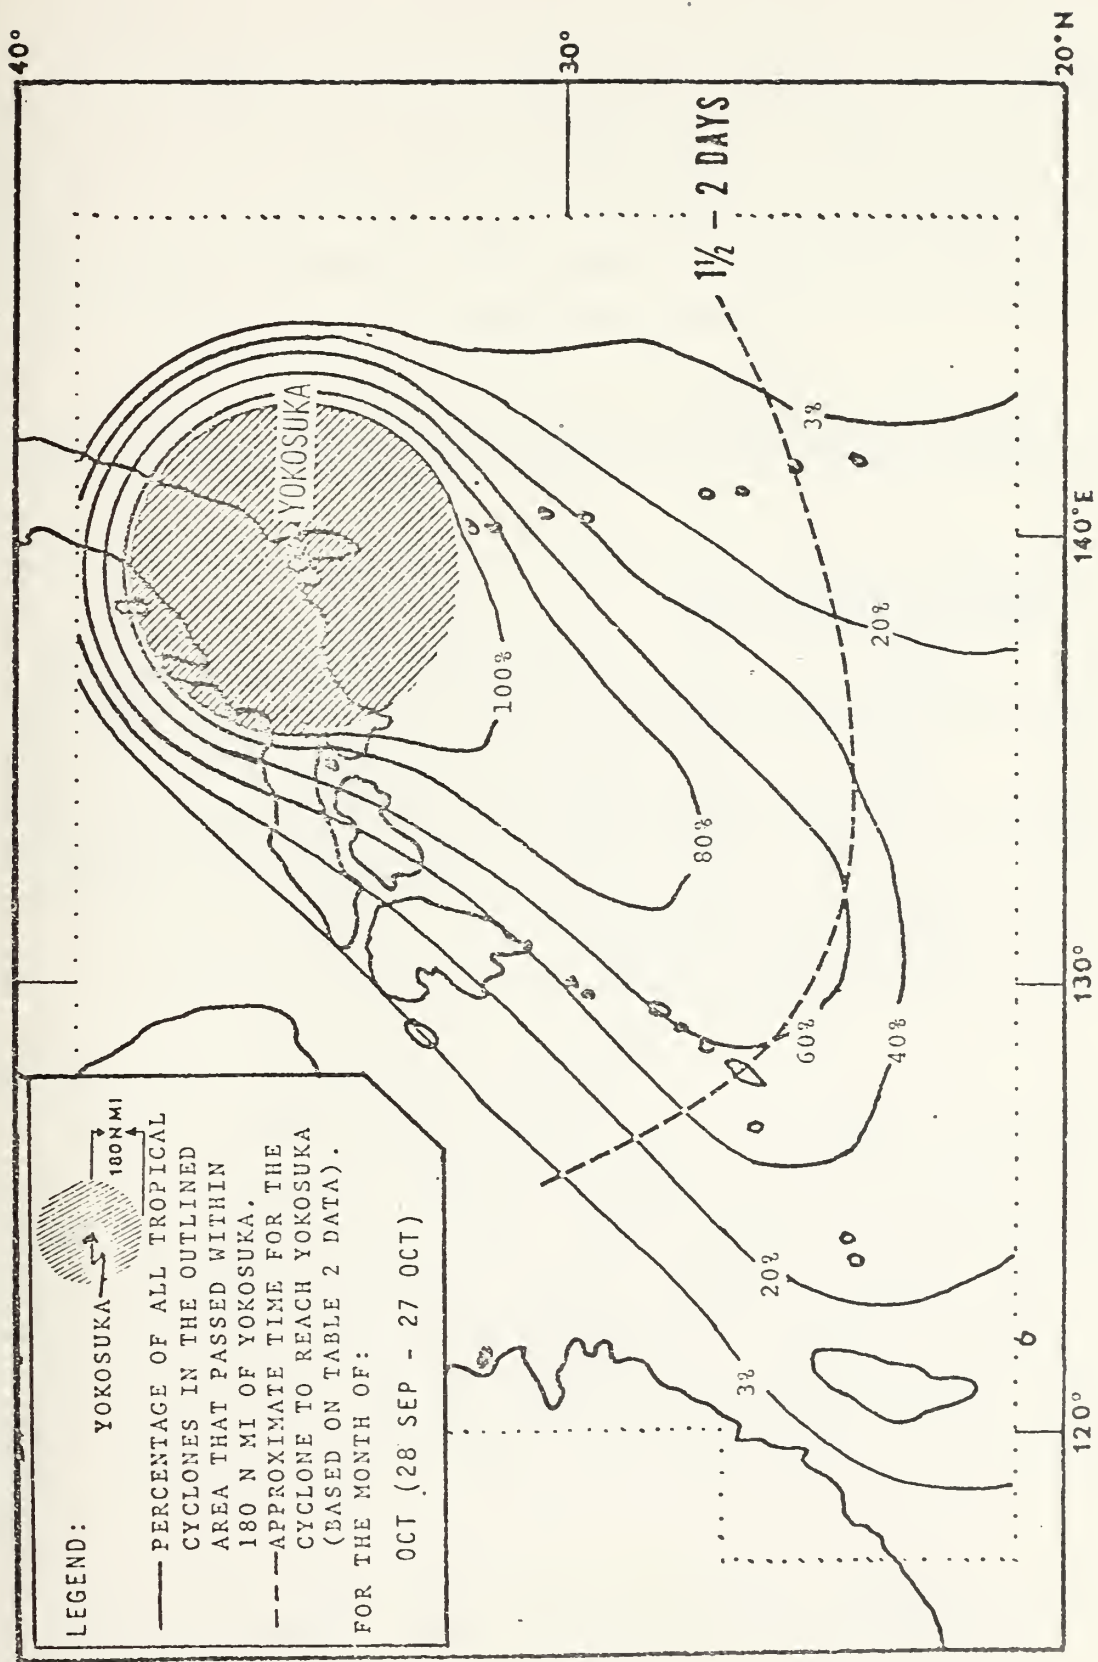 LEGEND:
YOKOSUKA
180NMI
PERCENTAGE OF ALL TROPICAL
CYCLONES IN THE OUTLINED
AREA THAT PASSED WITHIN
180 N MI OF YOKOSUKA.
APPROXIMATE TIME FOR THE
CYCLONE TO REACH YOKOSUKA
(BASED ON TABLE 2 DATA).
FOR THE MONTH OF:
OCT (28 SEP - 27 OCT)
40°
30°
20°N
YOKOSUKA
1½ - 2 DAYS
100%
80%
60%
40%
20%
20%
3%
3%
120°
130°
140°E